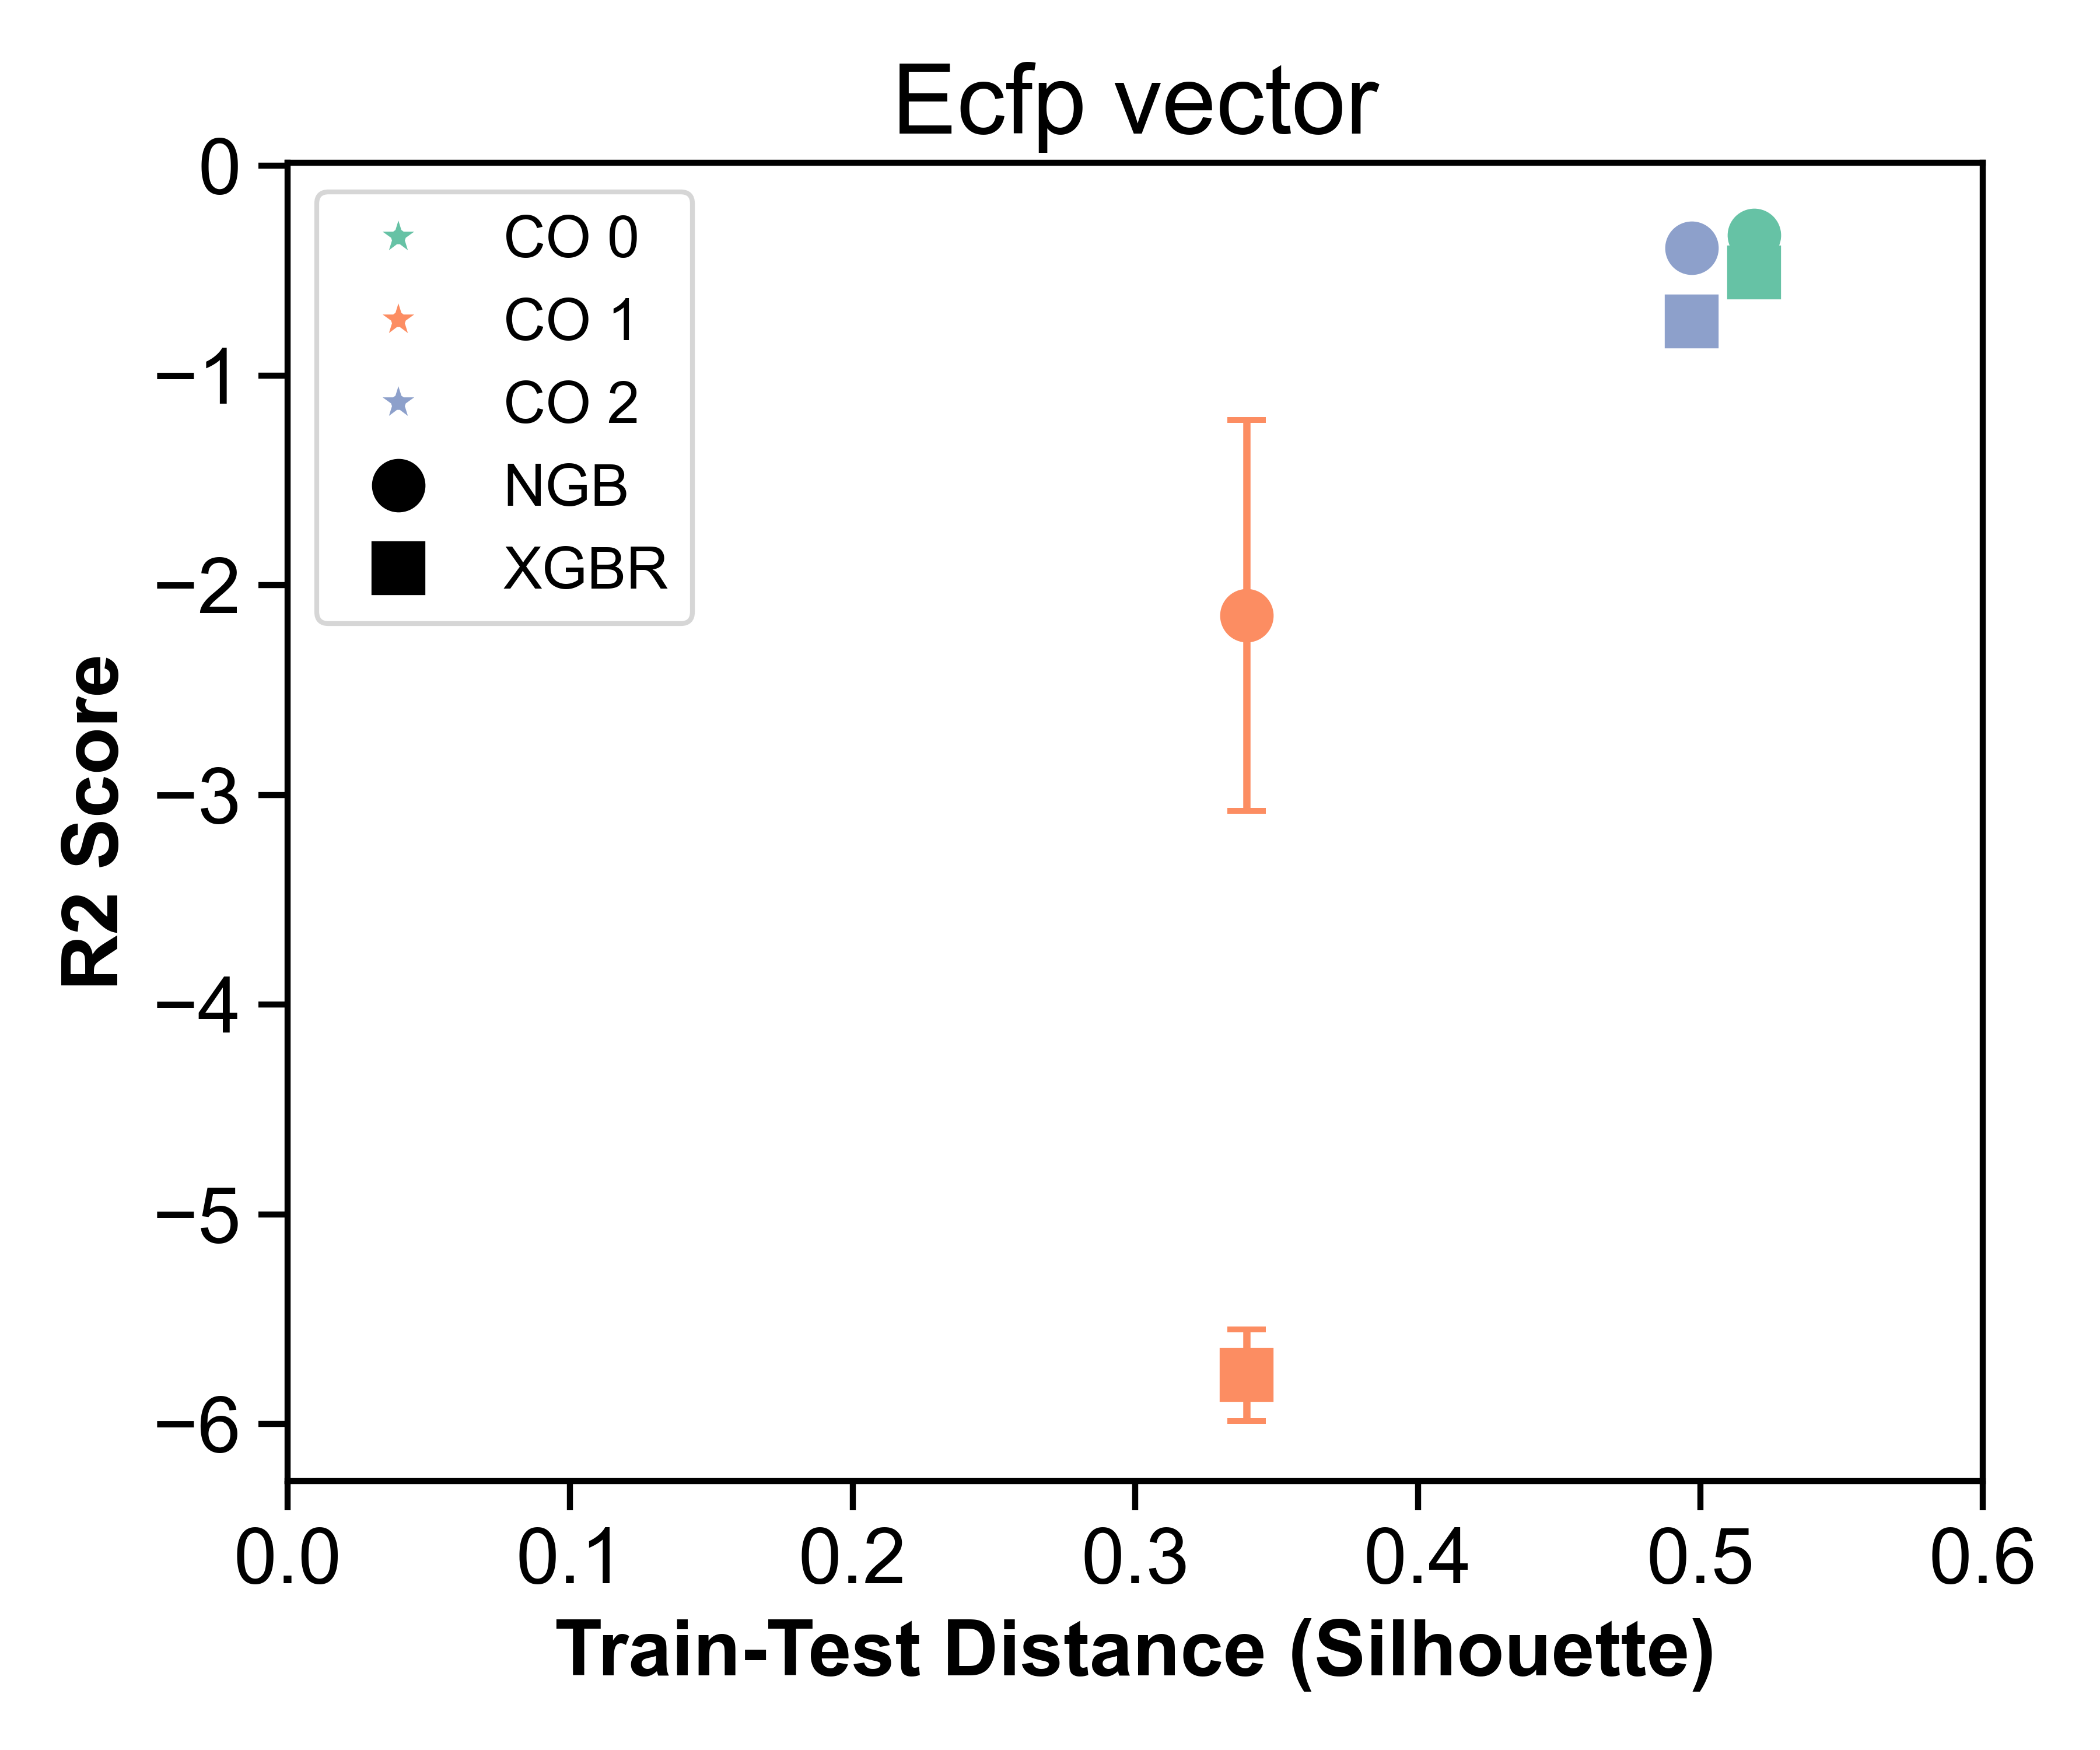 Ecfp vector
CO 0
CO 1
CO 2
NGB
XGBR
R2 Score
0
−1
−2
−3
−4
−5
−6
0.0 0.1 0.2 0.3 0.4 0.5 0.6
Train-Test Distance (Silhouette)